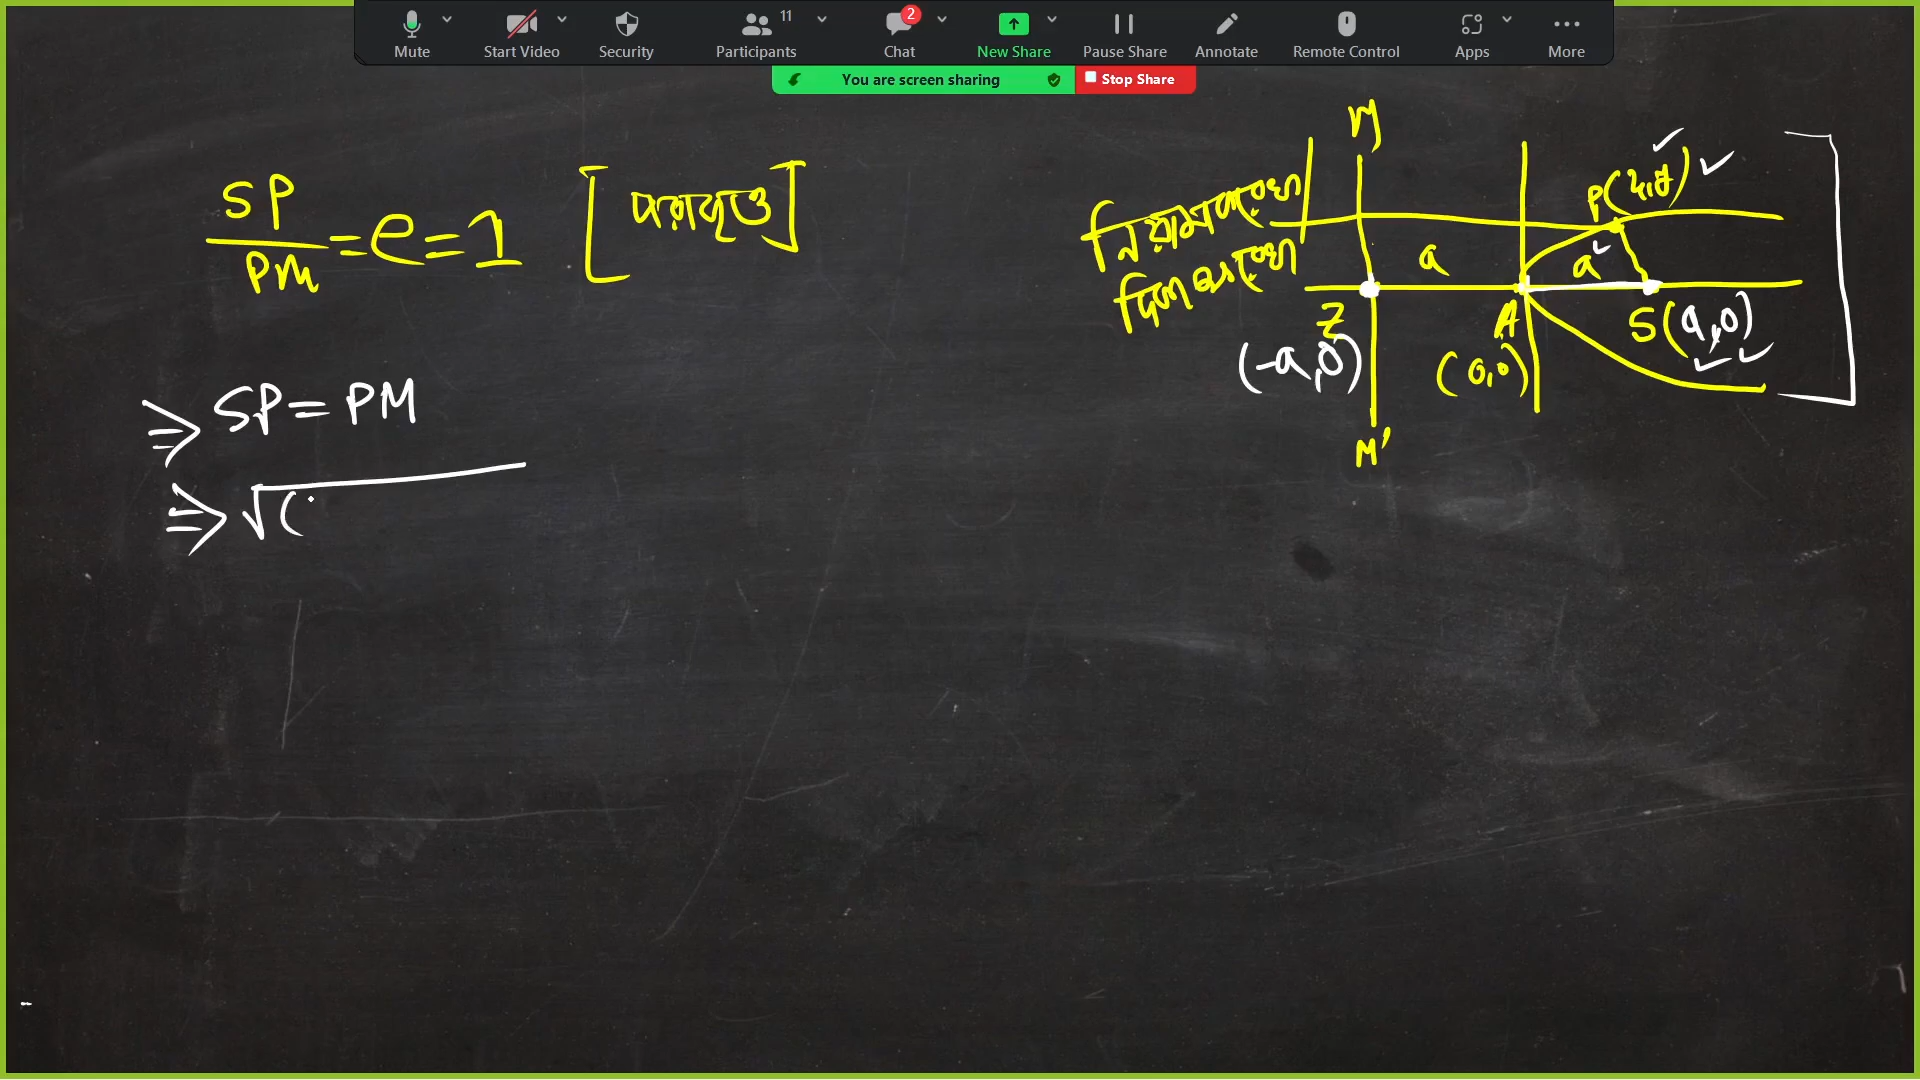 Mute
Start Video
Security
Participants 11
Chat 2
New Share
Pause Share
Annotate
Remote Control
Apps
More
You are screen sharing
Stop Share
SP/PM = e = 1 [পরাবৃত্ত]
⇒ SP = PM
⇒ √(
M
নিয়ামকরেখা
P(x,y)
a
a
Z
(-a,0)
A
(0,0)
S(a,0)
M'